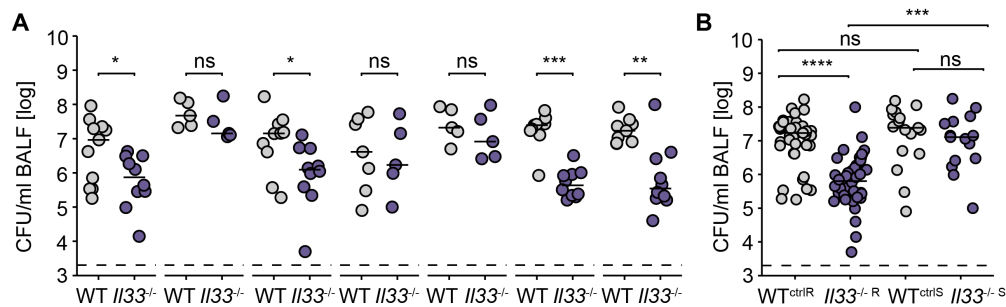 A
CFU/ml BALF [log]
10
9
8
7
6
5
4
3
* ns * ns ns *** **
WT Il33-/- WT Il33-/- WT Il33-/- WT Il33-/- WT Il33-/- WT Il33-/- WT Il33-/-
B
CFU/ml BALF [log]
10
9
8
7
6
5
4
3
***
ns
**** ns
WTctrlR Il33-/- R WTctrlS Il33-/- S